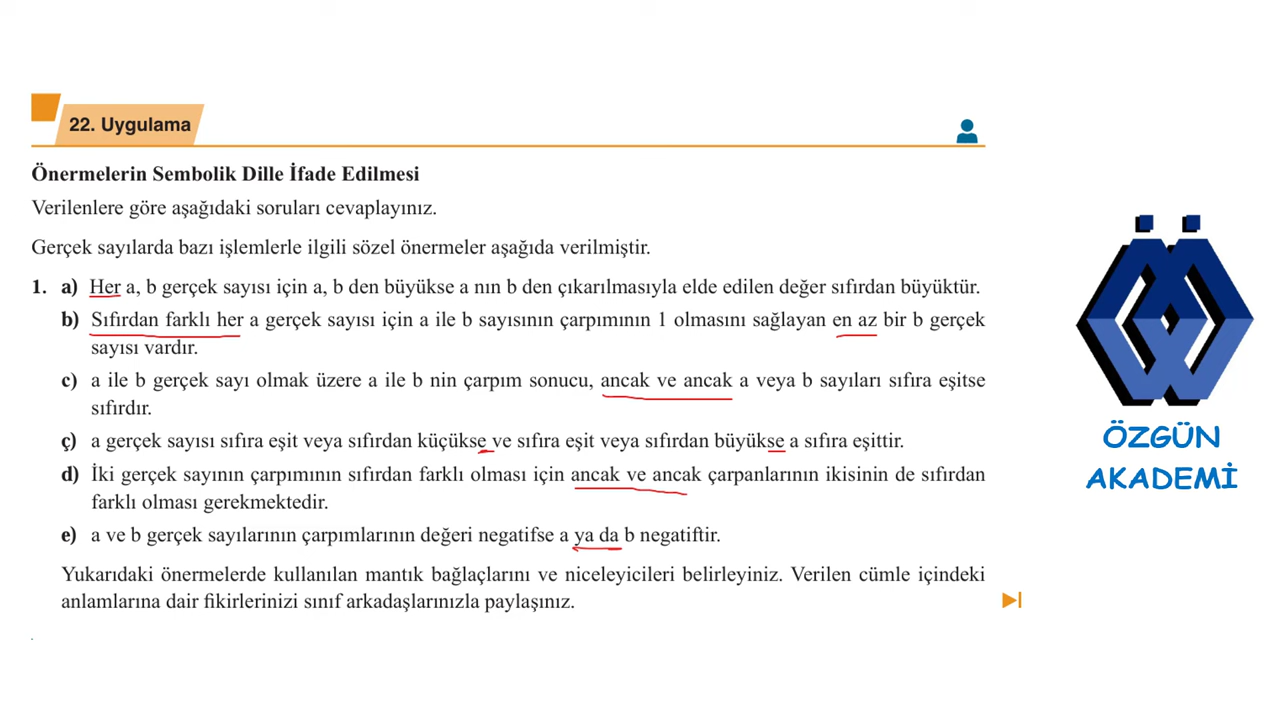 22. Uygulama
Önermelerin Sembolik Dille İfade Edilmesi
Verilenlere göre aşağıdaki soruları cevaplayınız.
Gerçek sayılarda bazı işlemlerle ilgili sözel önermeler aşağıda verilmiştir.
1. a) Her a, b gerçek sayısı için a, b den büyükse a nın b den çıkarılmasıyla elde edilen değer sıfırdan büyüktür.
b) Sıfırdan farklı her a gerçek sayısı için a ile b sayısının çarpımının 1 olmasını sağlayan en az bir b gerçek
sayısı vardır.
c) a ile b gerçek sayı olmak üzere a ile b nin çarpım sonucu, ancak ve ancak a veya b sayıları sıfıra eşitse
sıfırdır.
ç) a gerçek sayısı sıfıra eşit veya sıfırdan küçükse ve sıfıra eşit veya sıfırdan büyükse a sıfıra eşittir.
d) İki gerçek sayının çarpımının sıfırdan farklı olması için ancak ve ancak çarpanlarının ikisinin de sıfırdan
farklı olması gerekmektedir.
e) a ve b gerçek sayılarının çarpımlarının değeri negatifse a ya da b negatiftir.
Yukarıdaki önermelerde kullanılan mantık bağlaçlarını ve niceleyicileri belirleyiniz. Verilen cümle içindeki
anlamlarına dair fikirlerinizi sınıf arkadaşlarınızla paylaşınız.
ÖZGÜN
AKADEMİ